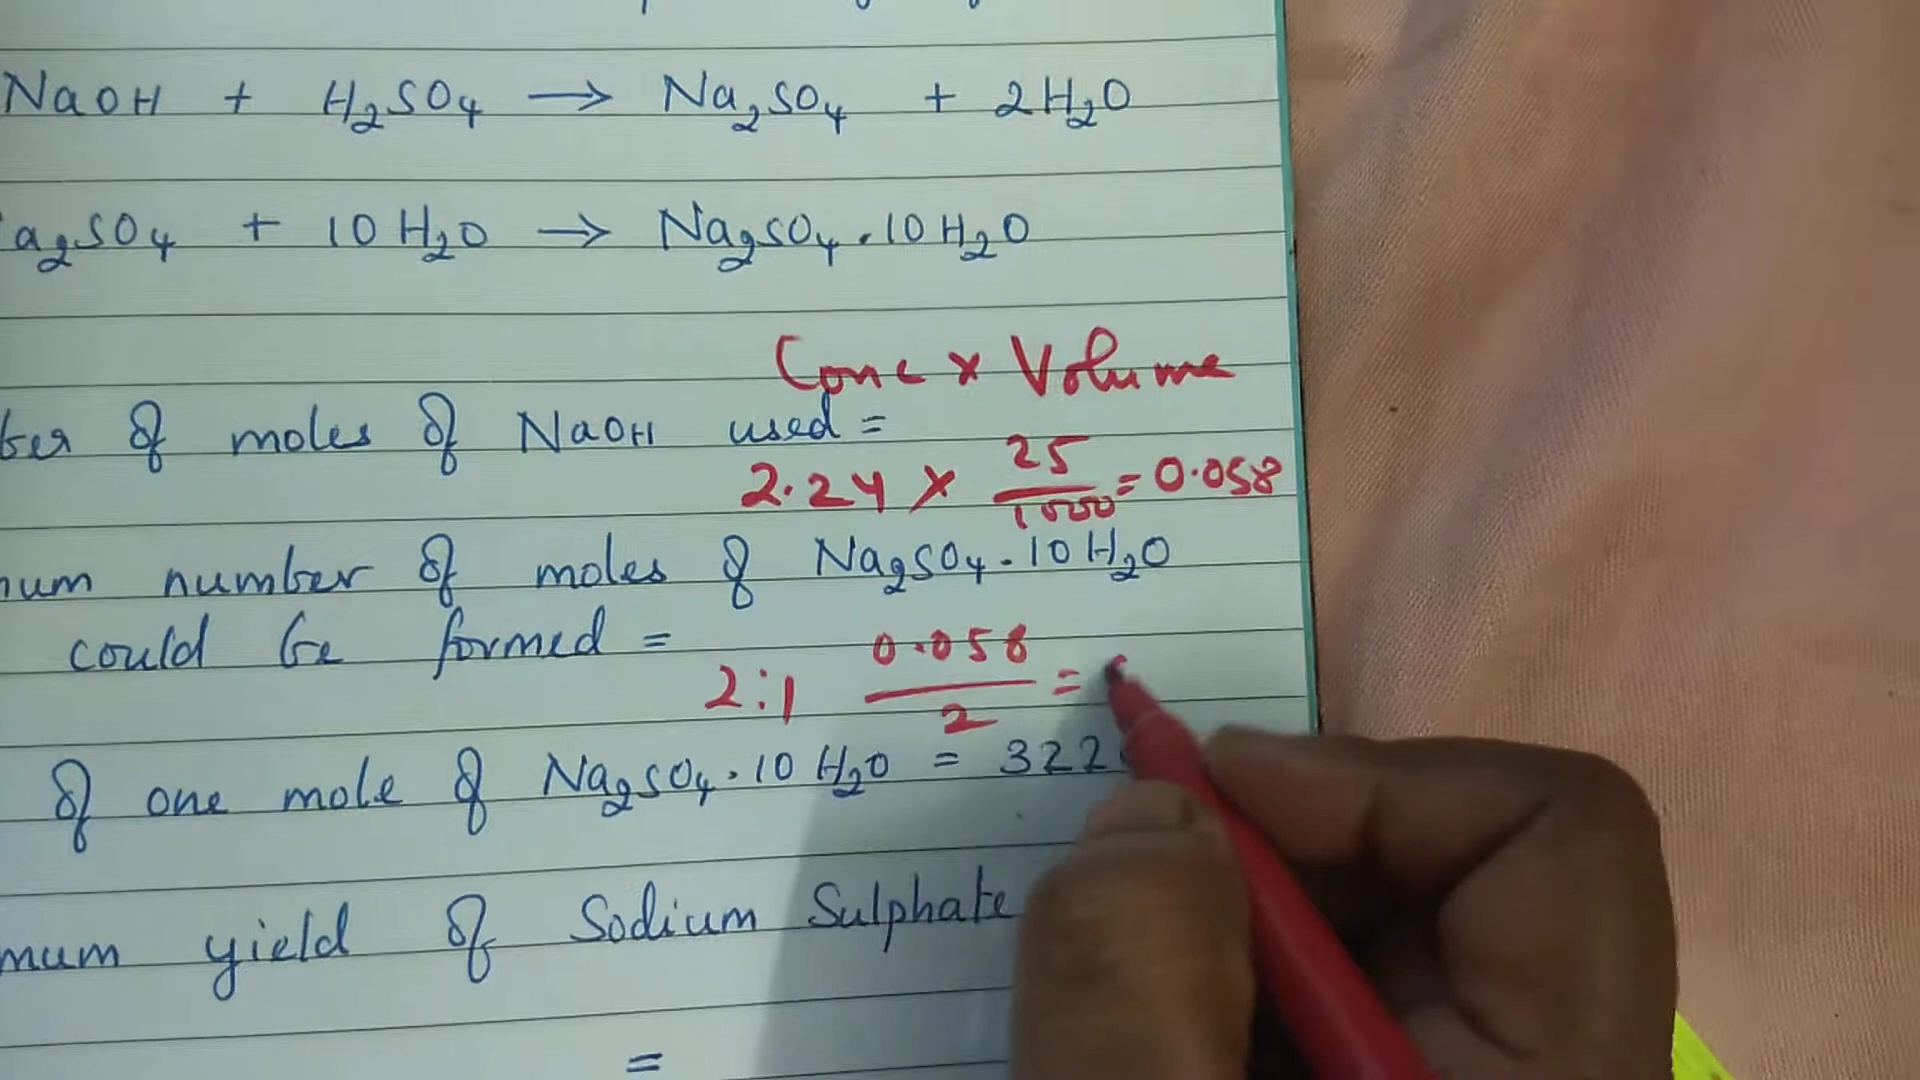 NaOH + H₂SO₄ → Na₂SO₄ + 2H₂O
a₂SO₄ + 10 H₂O → Na₂SO₄.10 H₂O
Conc x Volume
ber of moles of NaOH used =
2.24 x 25/1000 = 0.058
num number of moles of Na₂SO₄.10 H₂O
could be formed =
2:1 0.058/2 =
of one mole of Na₂SO₄.10 H₂O = 322
mum yield of Sodium Sulphate
=